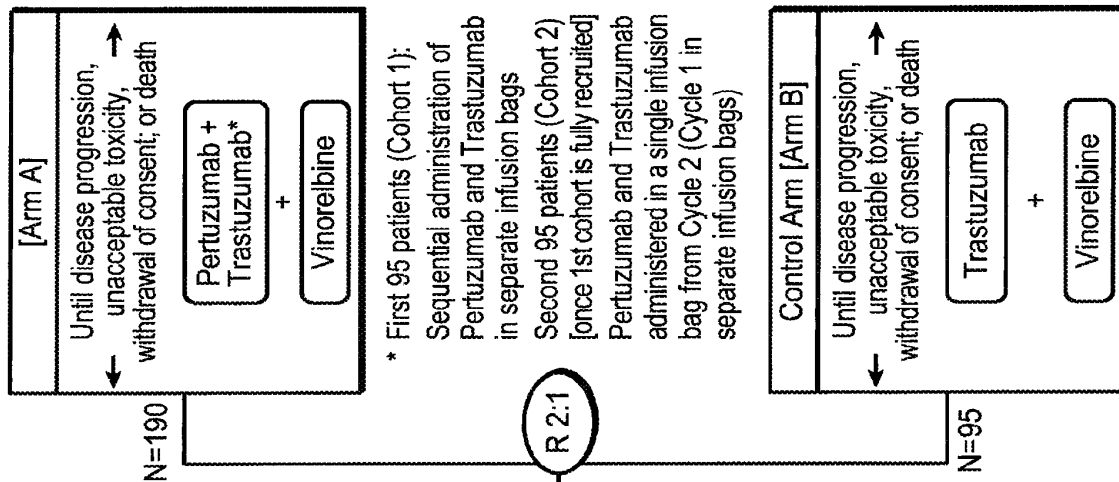 [Arm A]
Until disease progression,
unacceptable toxicity,
withdrawal of consent; or death
Pertuzumab +
Trastuzumab*
+
Vinorelbine
N=190
* First 95 patients (Cohort 1):
Sequential administration of
Pertuzumab and Trastuzumab
in separate infusion bags
Second 95 patients (Cohort 2)
[once 1st cohort is fully recruited]
Pertuzumab and Trastuzumab
administered in a single infusion
bag from Cycle 2 (Cycle 1 in
separate infusion bags)
R 2:1
Control Arm [Arm B]
Until disease progression,
unacceptable toxicity,
withdrawal of consent; or death
Trastuzumab
+
Vinorelbine
N=95